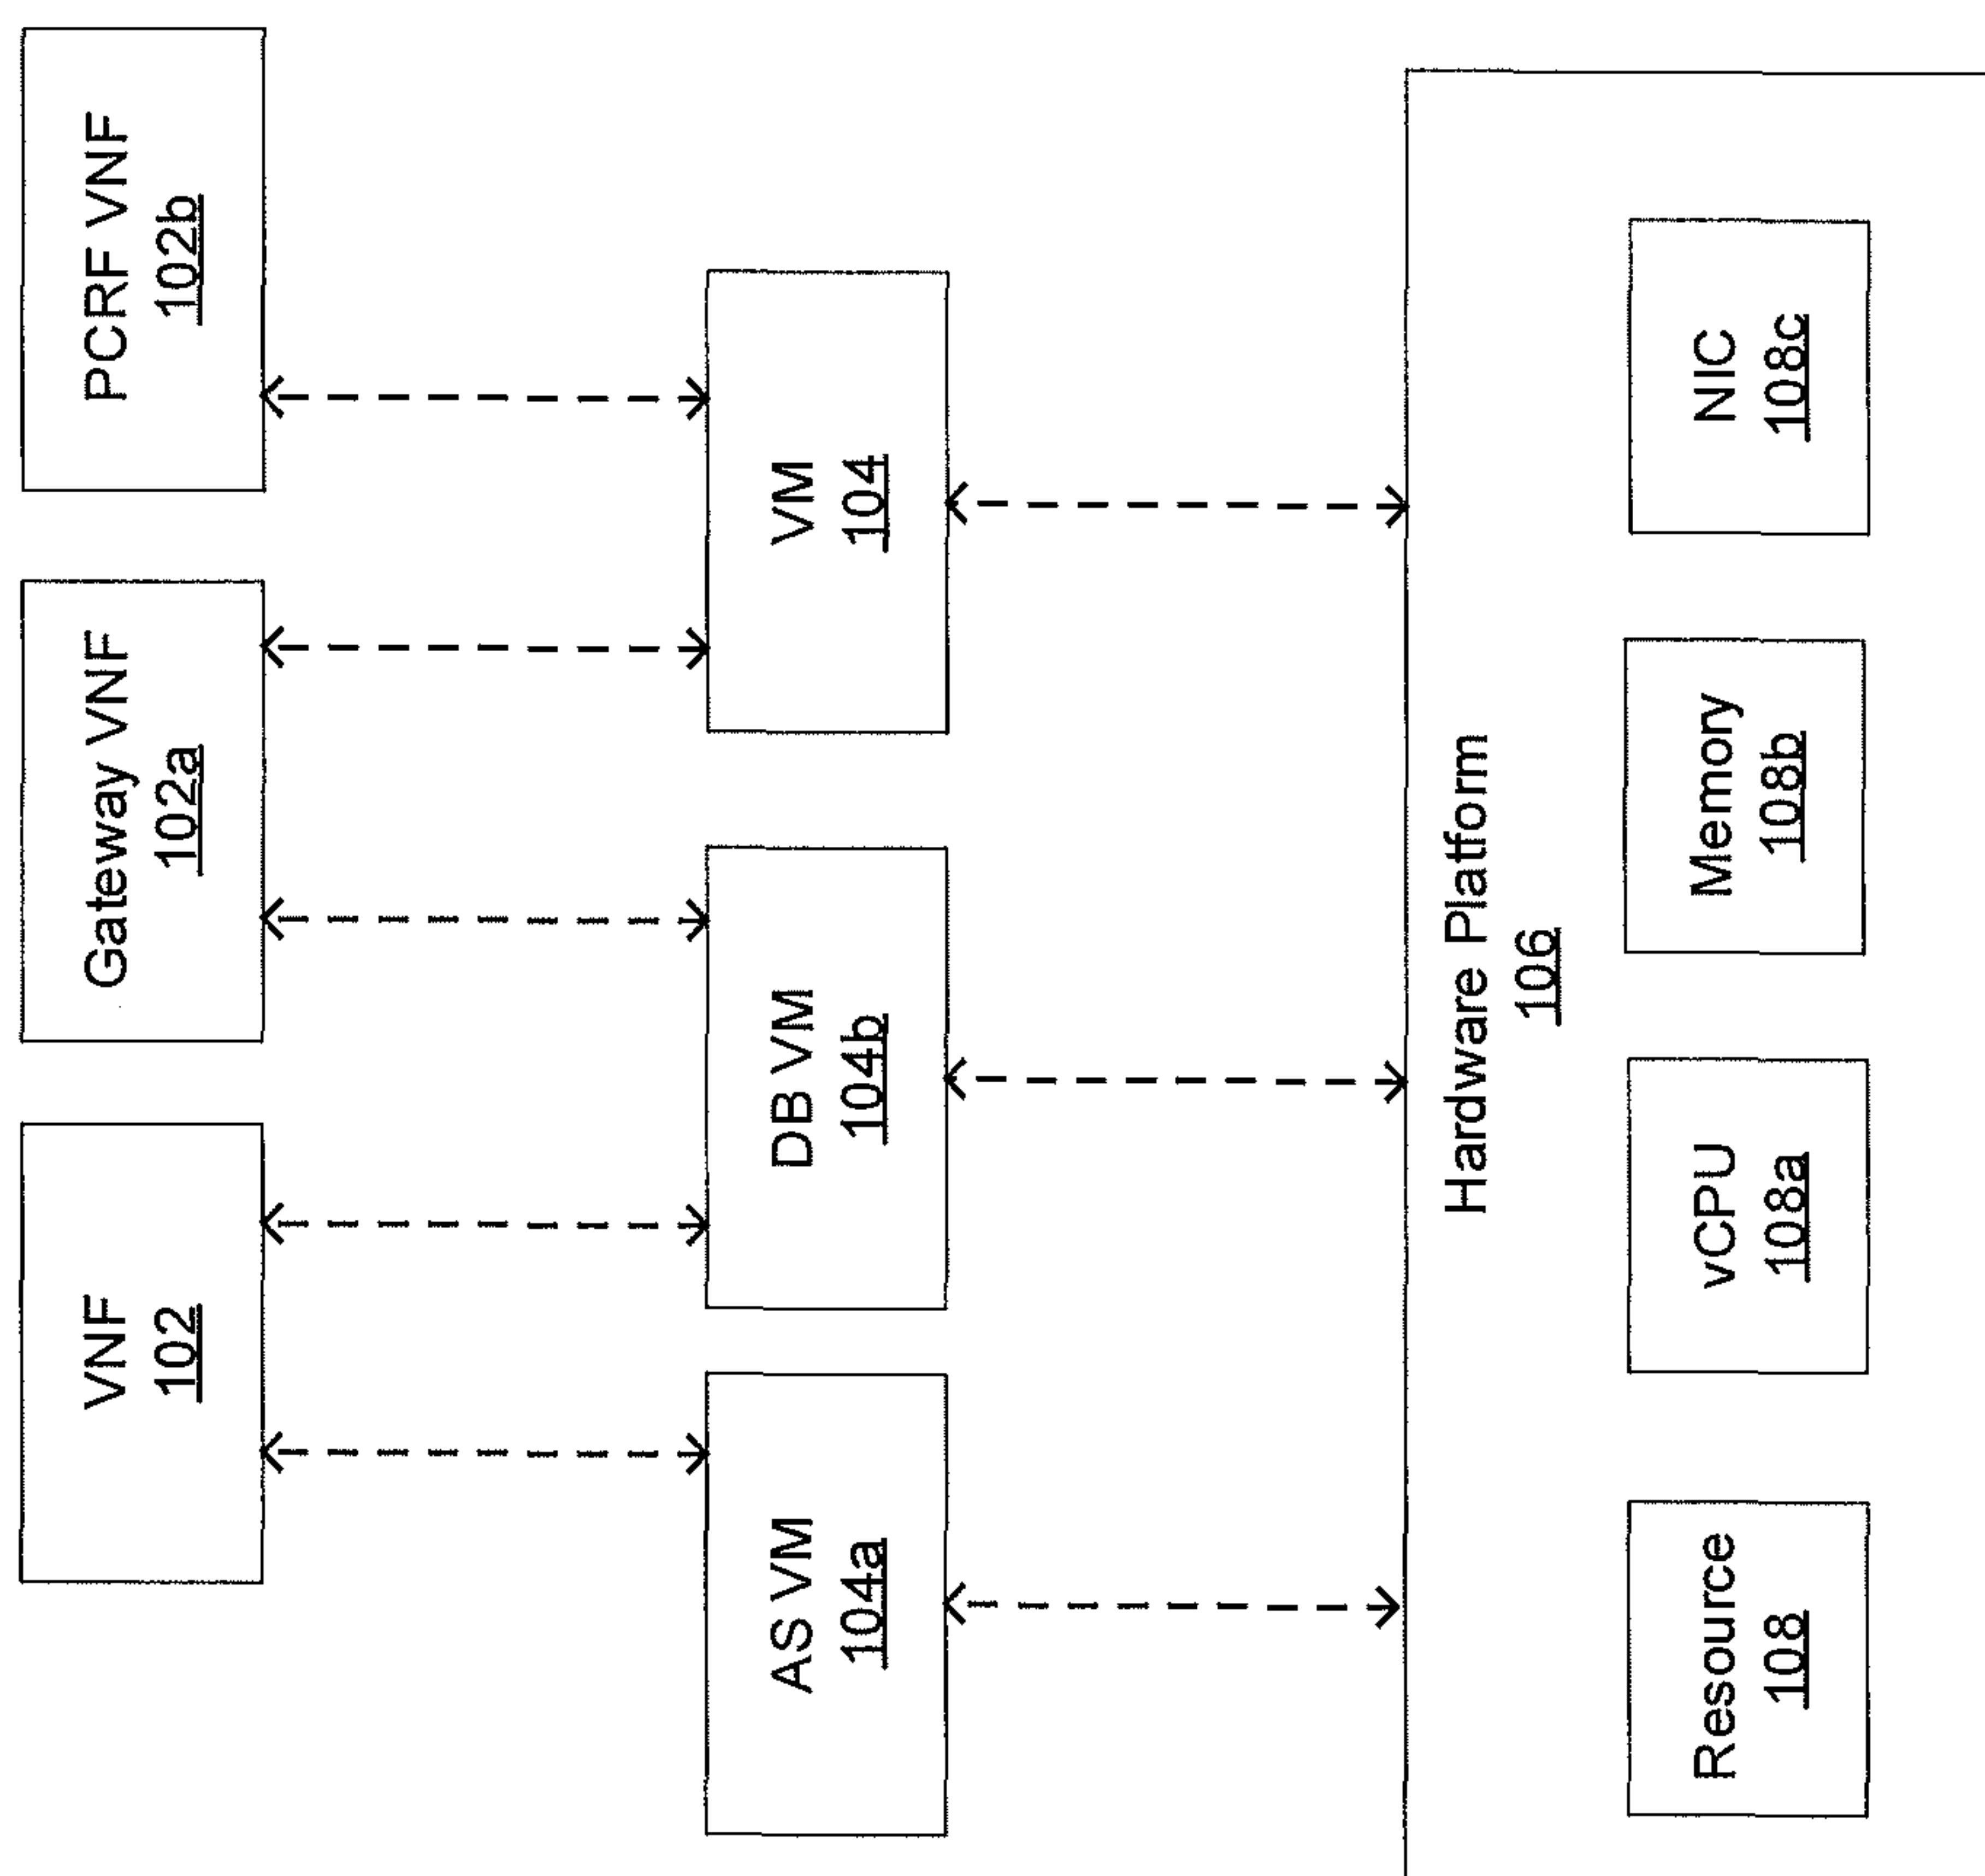 VNF
102
Gateway VNF
102a
PCRF VNF
102b
AS VM
104a
DB VM
104b
VM
104
Hardware Platform
106
Resource
108
vCPU
108a
Memory
108b
NIC
108c